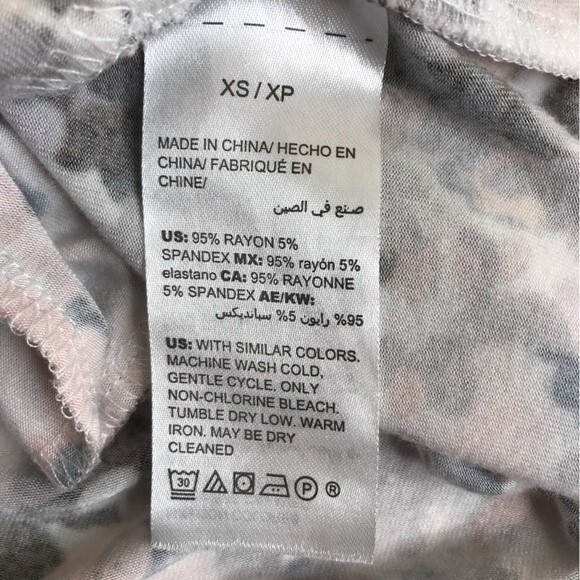 XS / XP
MADE IN CHINA/ HECHO EN
CHINA/ FABRIQUÉ EN
CHINE/
صنع في الصين
US: 95% RAYON 5%
SPANDEX MX: 95% rayón 5%
elastano CA: 95% RAYONNE
5% SPANDEX AE/KW:
95% رايون 5% سبانديكس
US: WITH SIMILAR COLORS.
MACHINE WASH COLD,
GENTLE CYCLE. ONLY
NON-CHLORINE BLEACH.
TUMBLE DRY LOW. WARM
IRON. MAY BE DRY
CLEANED
30 P ®